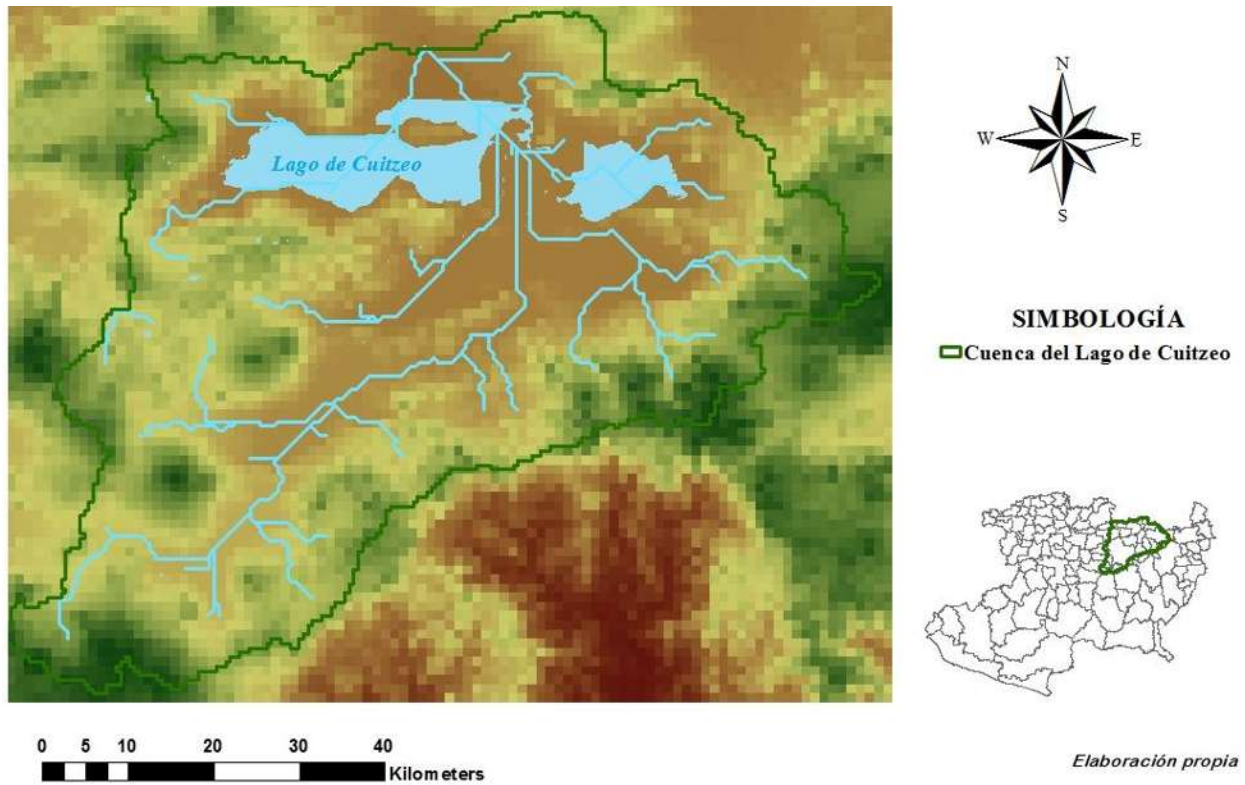 Lago de Cuitzeo
N
W
E
S
SIMBOLOGÍA
Cuenca del Lago de Cuitzeo
0 5 10 20 30 40
Kilometers
Elaboración propia